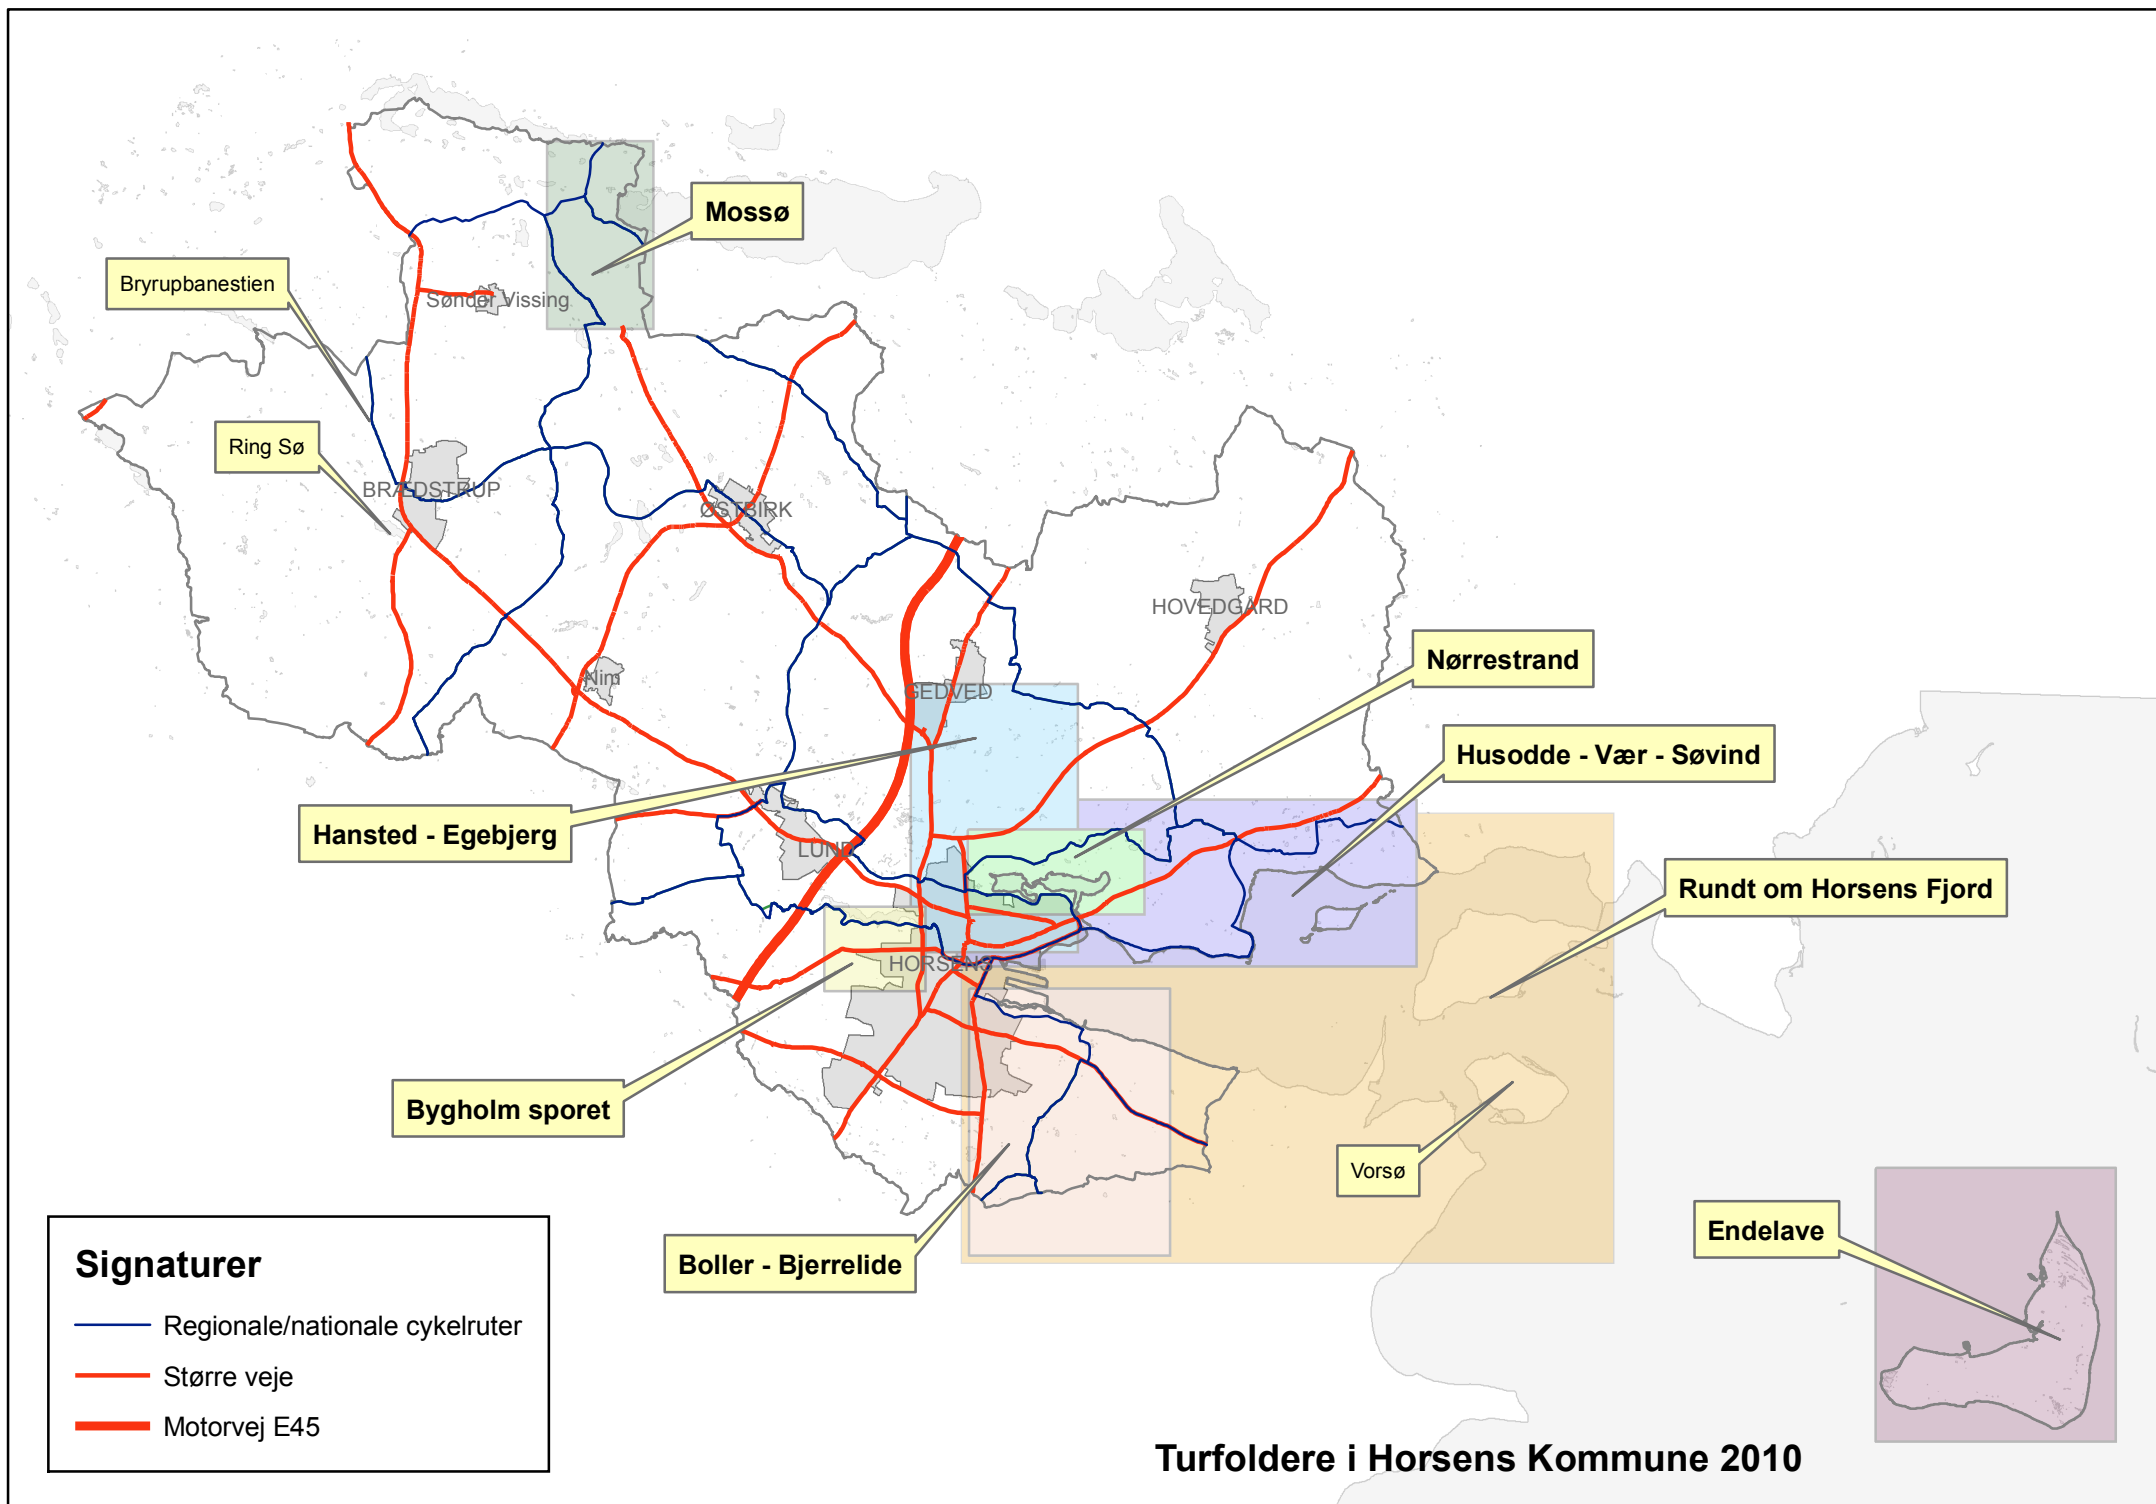 Mossø
Bryrupbanestien
Sønder Vissing
Ring Sø
BRÆDSTRUP
ØSTBIRK
HOVEDGÅRD
Nørrestrand
Nim
GEDVED
Husodde - Vær - Søvind
Hansted - Egebjerg
LUND
Rundt om Horsens Fjord
HORSENS
Bygholm sporet
Vorsø
Endelave
Boller - Bjerrelide
Signaturer
Regionale/nationale cykelruter
Større veje
Motorvej E45
Turfoldere i Horsens Kommune 2010